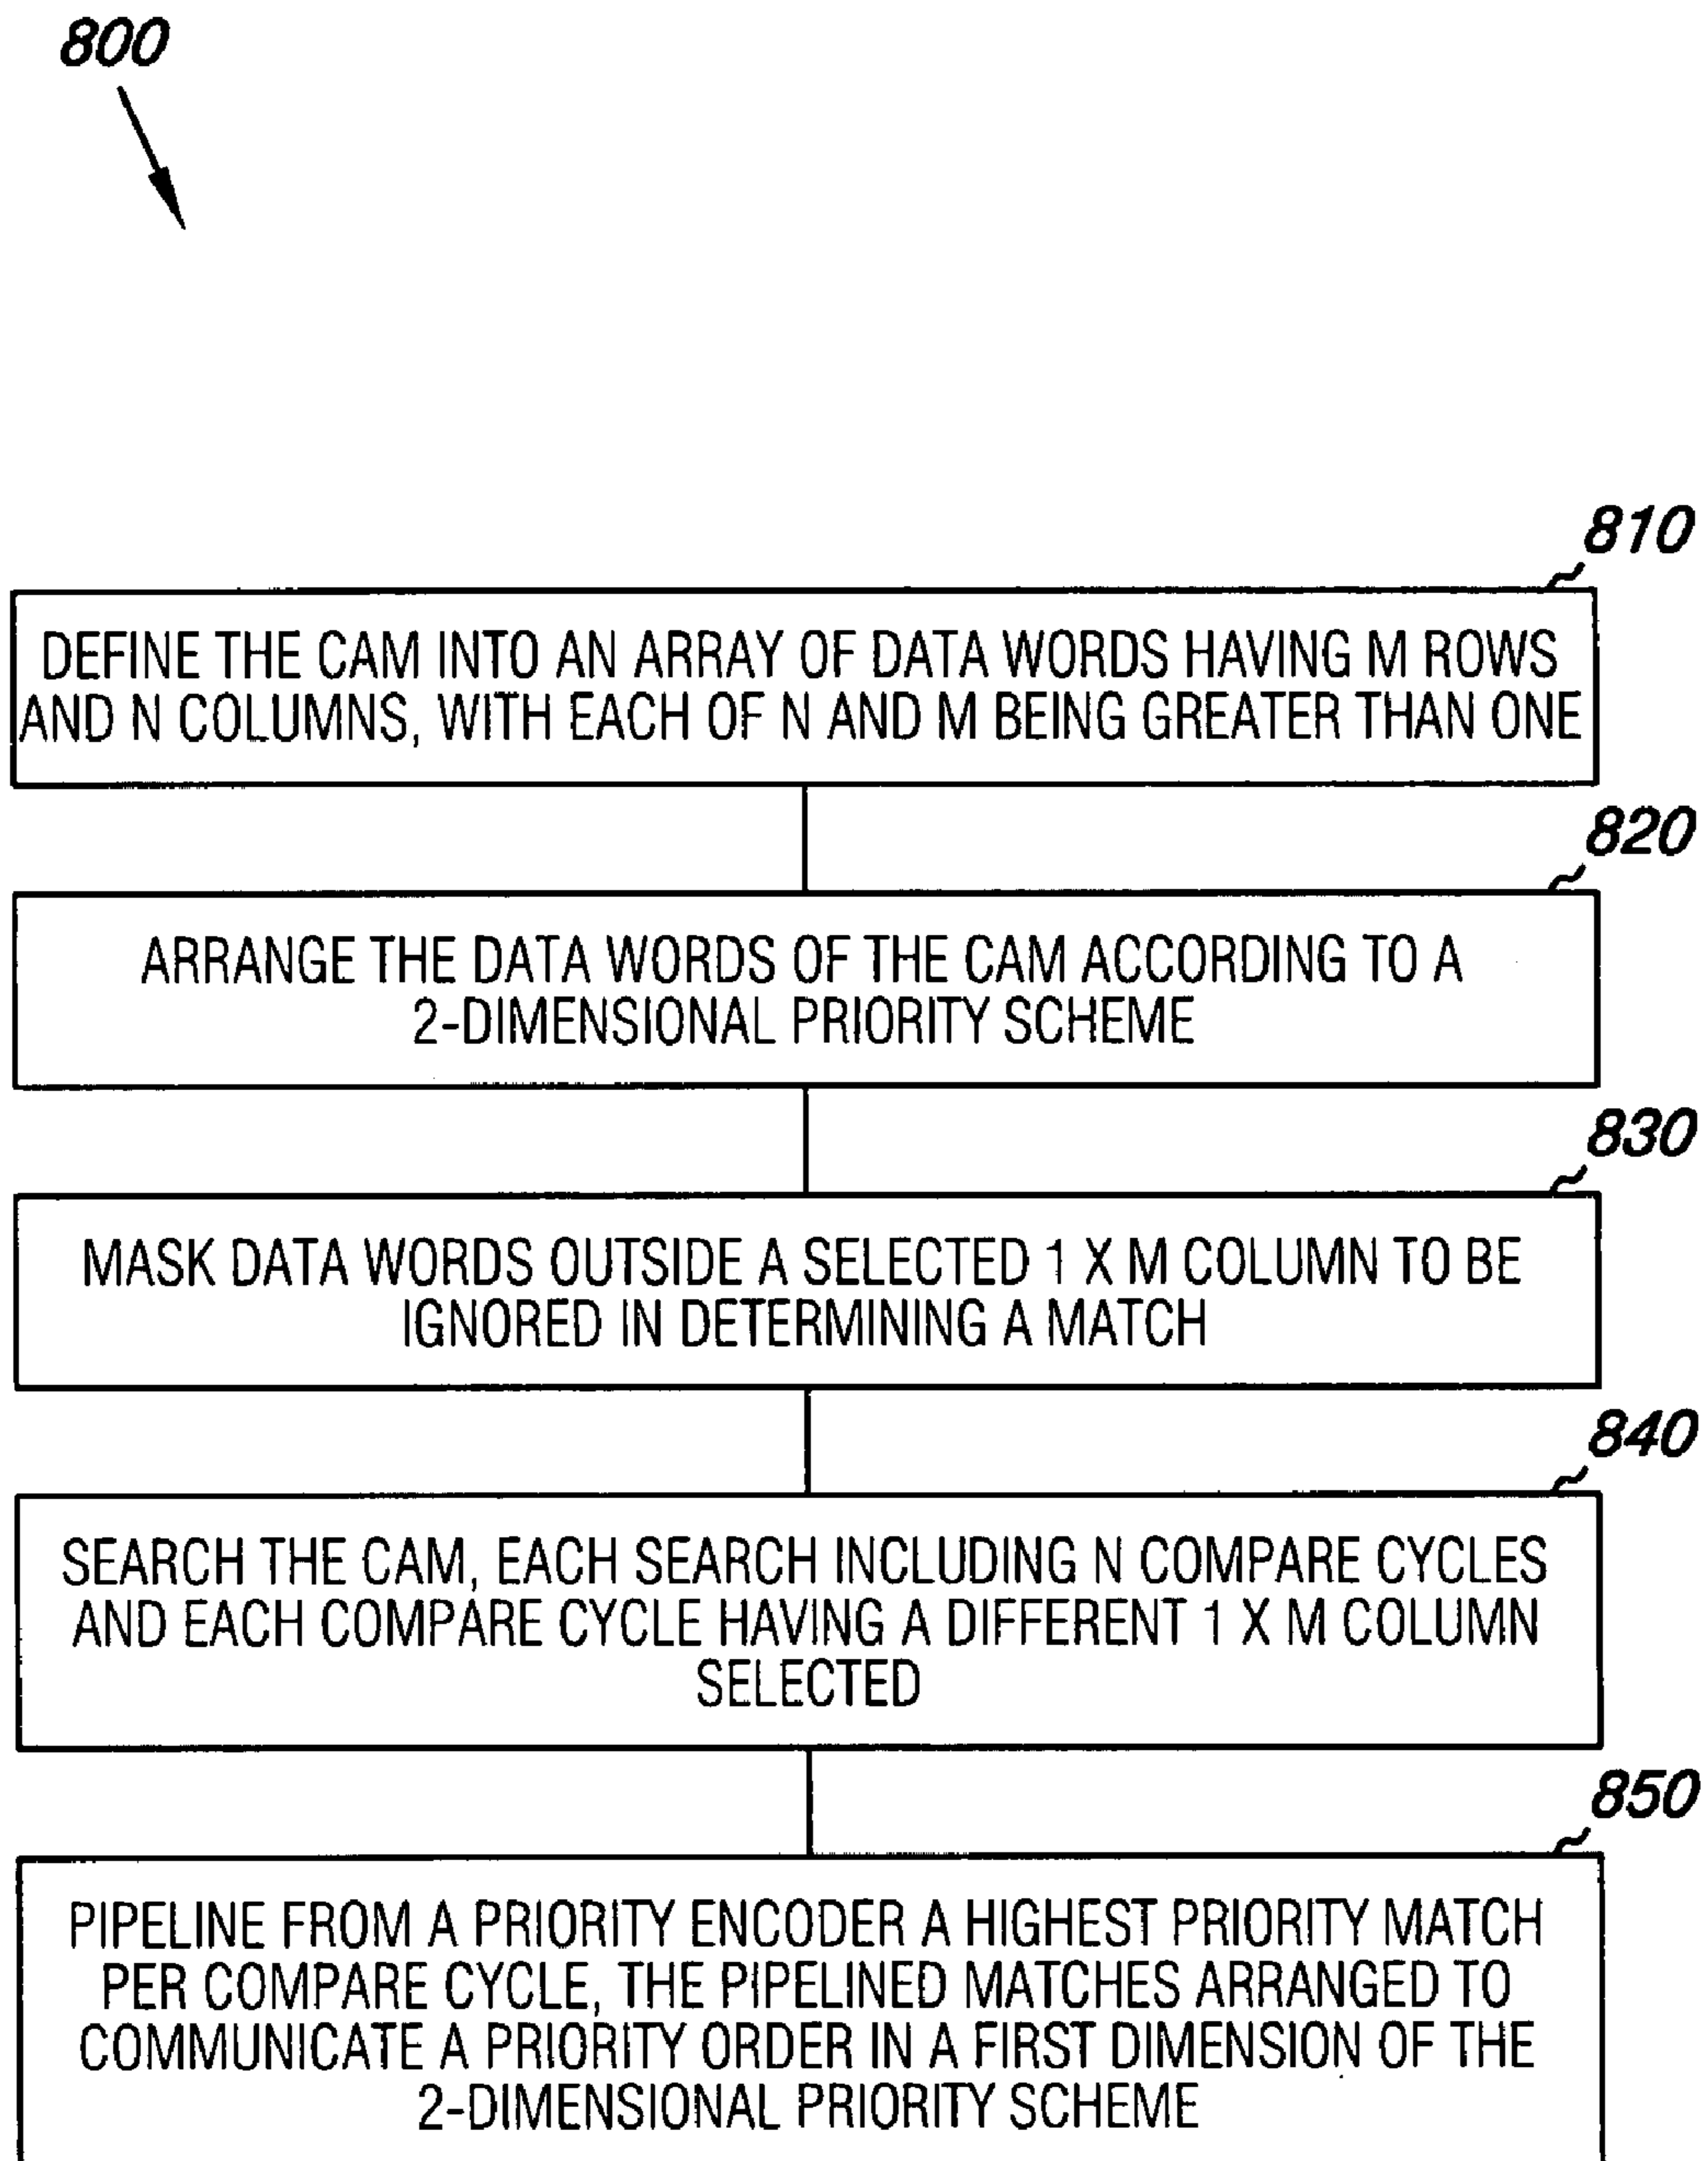 800
810
DEFINE THE CAM INTO AN ARRAY OF DATA WORDS HAVING M ROWS
AND N COLUMNS, WITH EACH OF N AND M BEING GREATER THAN ONE
820
ARRANGE THE DATA WORDS OF THE CAM ACCORDING TO A
2-DIMENSIONAL PRIORITY SCHEME
830
MASK DATA WORDS OUTSIDE A SELECTED 1 X M COLUMN TO BE
IGNORED IN DETERMINING A MATCH
840
SEARCH THE CAM, EACH SEARCH INCLUDING N COMPARE CYCLES
AND EACH COMPARE CYCLE HAVING A DIFFERENT 1 X M COLUMN
SELECTED
850
PIPELINE FROM A PRIORITY ENCODER A HIGHEST PRIORITY MATCH
PER COMPARE CYCLE, THE PIPELINED MATCHES ARRANGED TO
COMMUNICATE A PRIORITY ORDER IN A FIRST DIMENSION OF THE
2-DIMENSIONAL PRIORITY SCHEME